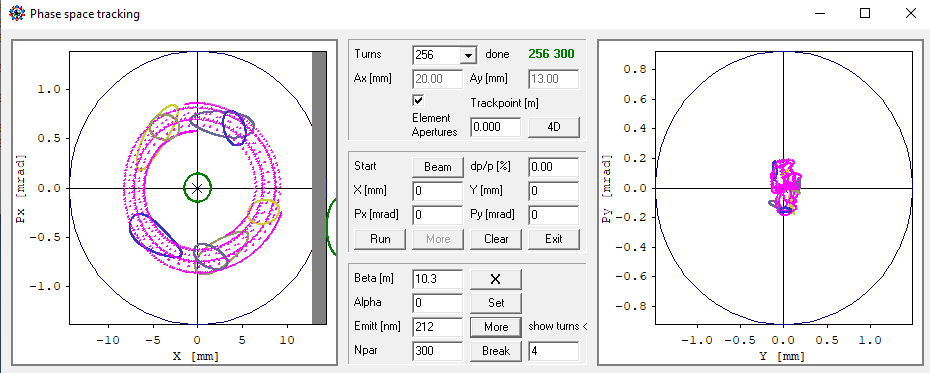 Phase space tracking
Turns 256 done 256 300
Ax [mm] 20.00 Ay [mm] 13.00
Element Apertures
Trackpoint [m]
0.000 4D
Start Beam dp/p [%] 0.00
X [mm] 0 Y [mm] 0
Px [mrad] 0 Py [mrad] 0
Run More Clear Exit
Beta [m] 10.3 X
Alpha 0 Set
Emitt [nm] 212 More show turns <
Npar 300 Break 4
Px [mrad]
1.0
0.5
0.0
-0.5
-1.0
-10 -5 0 5 10
X [mm]
Py [mrad]
0.8
0.6
0.4
0.2
0.0
-0.2
-0.4
-0.6
-0.8
-1.0 -0.5 0.0 0.5 1.0
Y [mm]